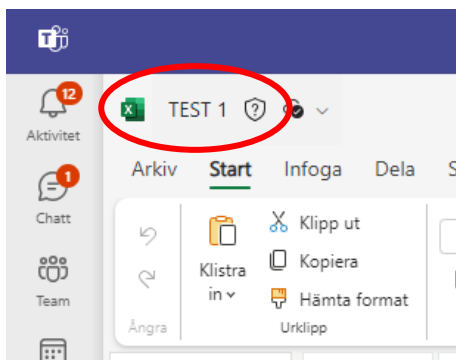 12
Aktivitet
TEST 1
Arkiv Start Infoga Dela S
1
Chatt
Team
Klistra
in
Klipp ut
Kopiera
Hämta format
Ångra
Urklipp